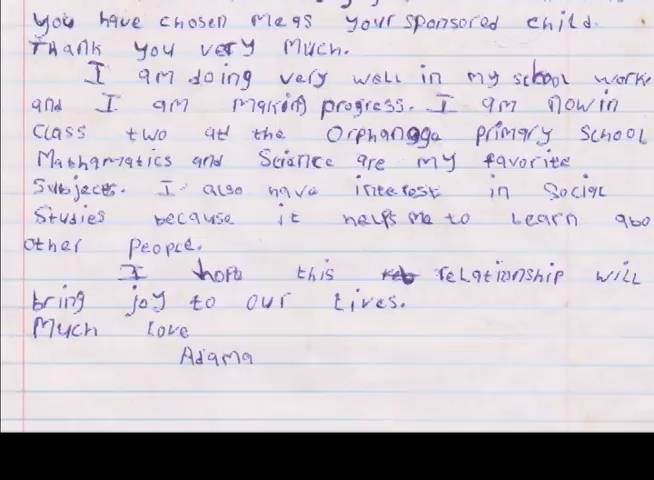 you have chosen me as your sponsored child.
Thank you very much.
I am doing very well in my school work
and I am making progress. I am now in
class two at the Orphanage primary School
Mathamatics and Science are my favorite
Subjects. I also have interest in Social
Studies because it helps me to Learn abo
other people.
I hope this relationship will
bring joy to our lives.
Much love
Adama